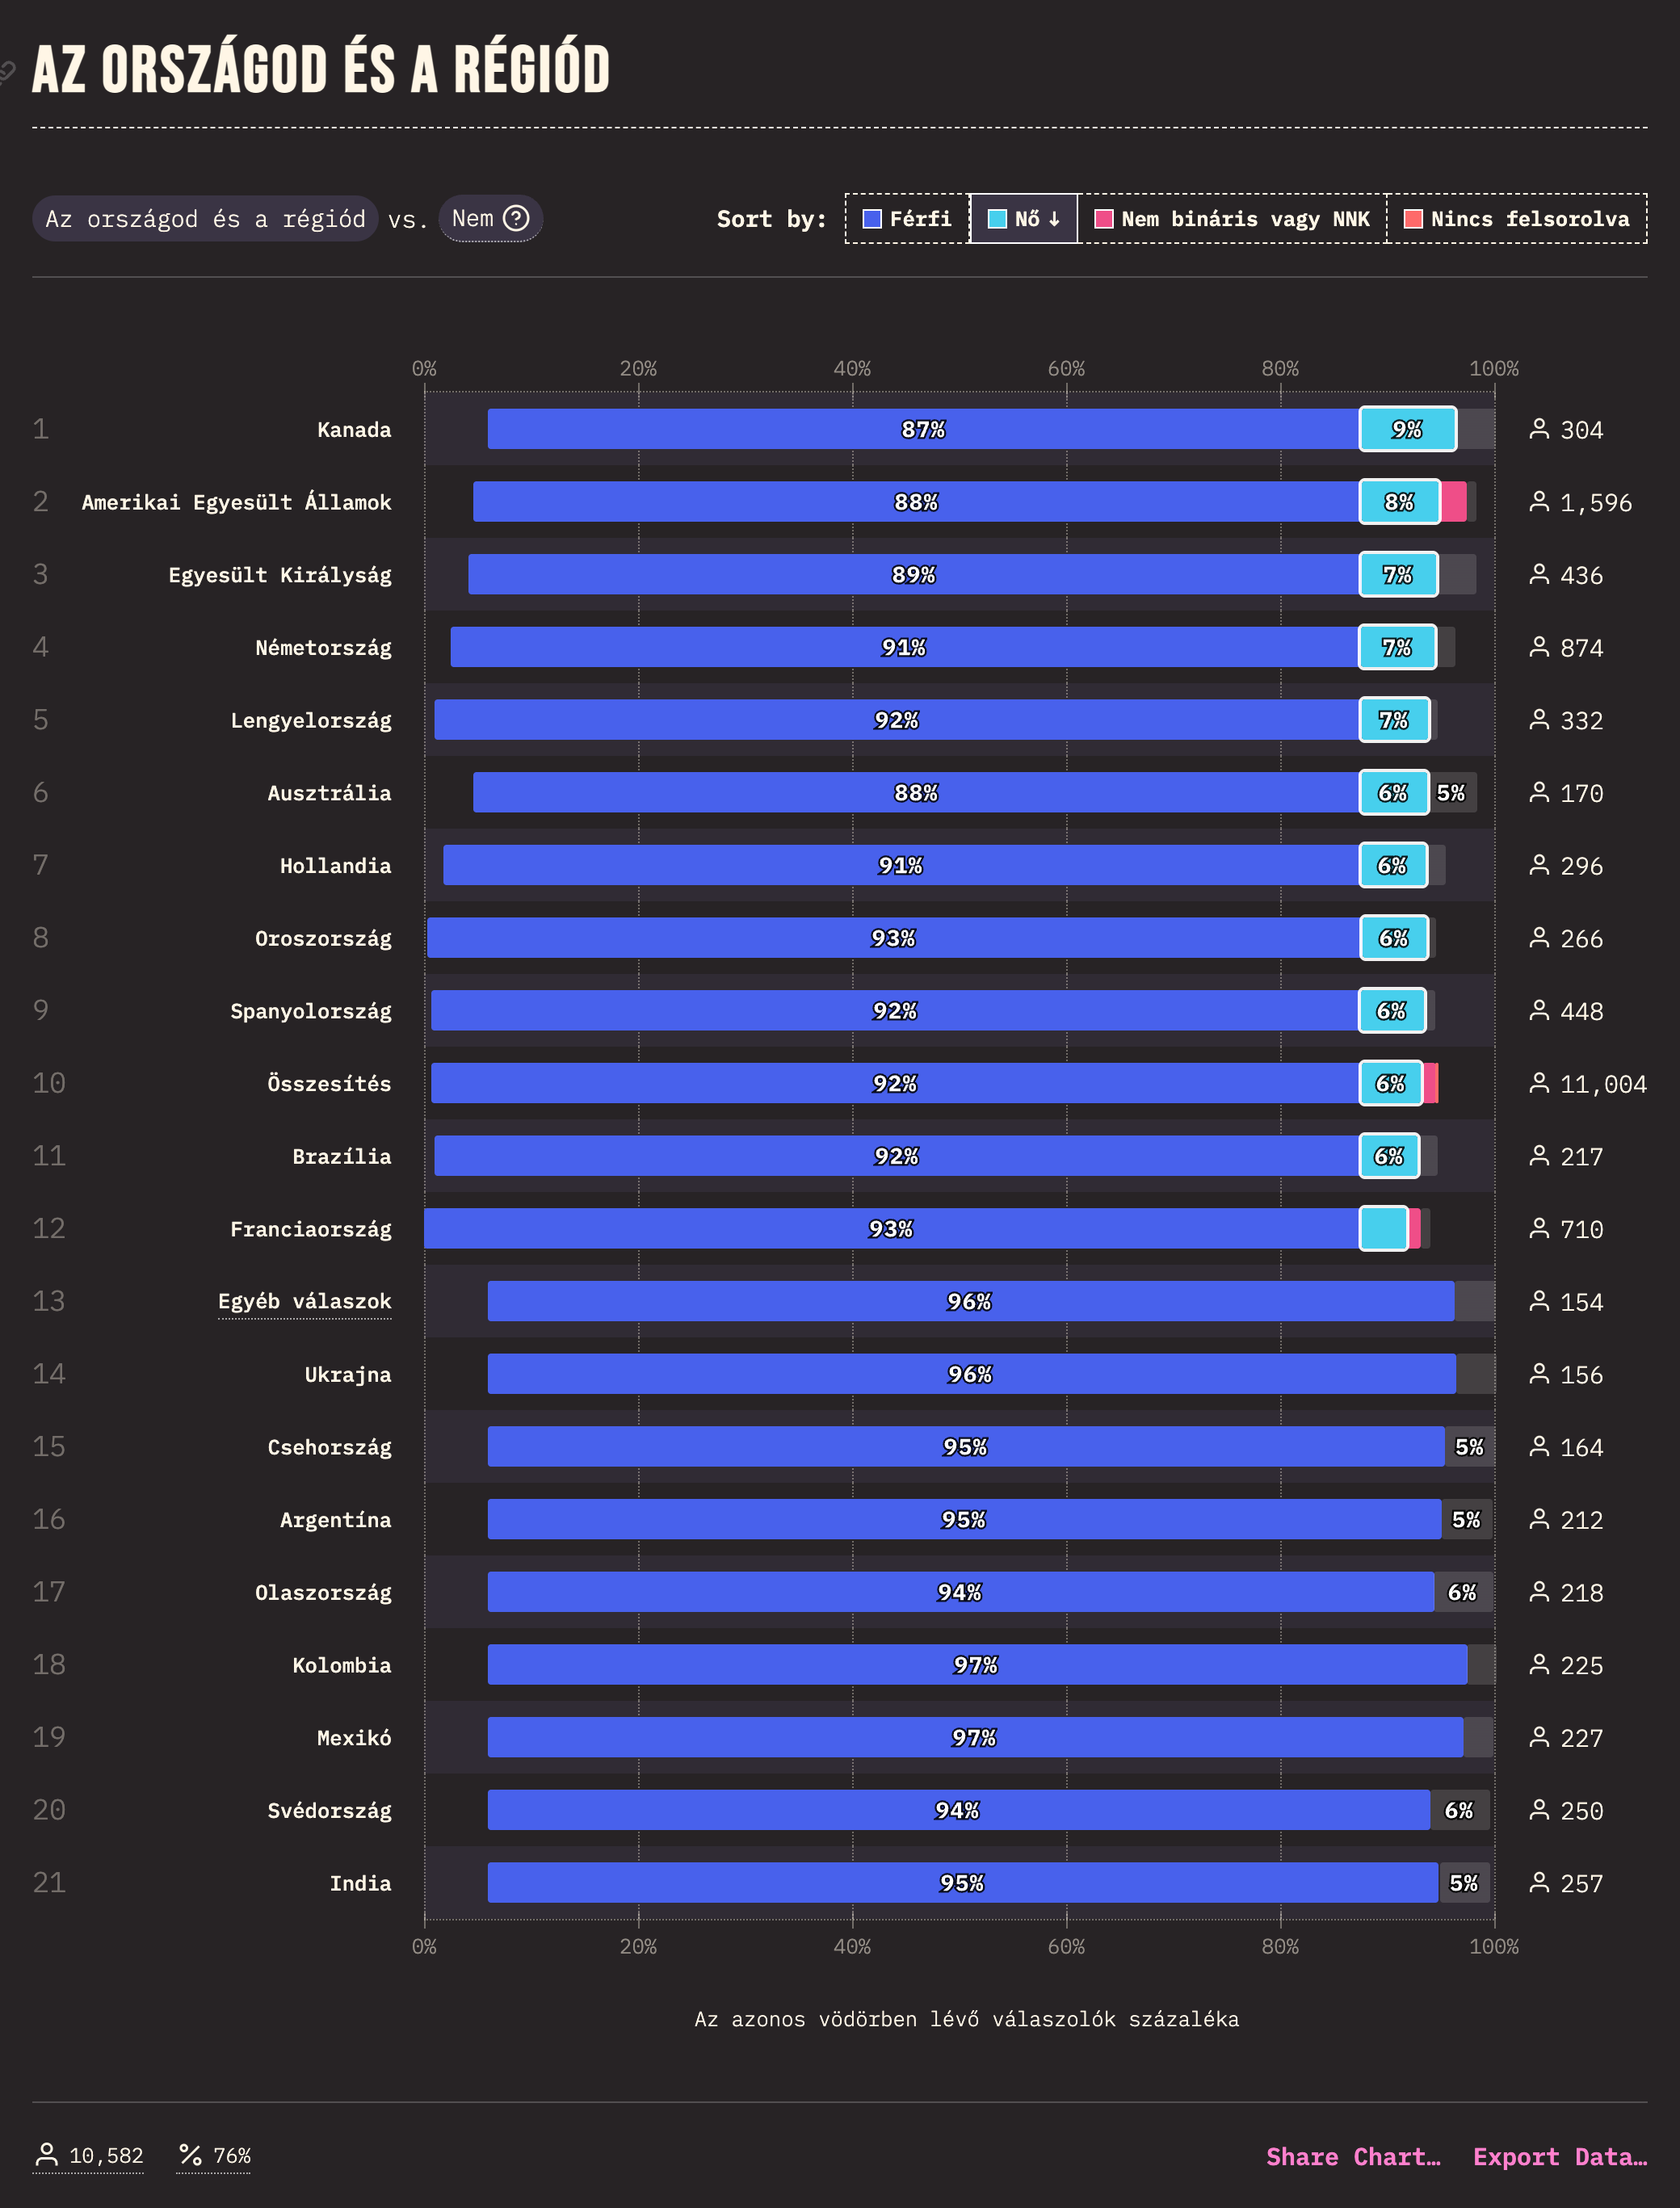 AZ ORSZÁGOD ÉS A RÉGIÓD
Az országod és a régiód vs. Nem ? Sort by: Férfi Nő ↓ Nem bináris vagy NNK Nincs felsorolva
0% 20% 40% 60% 80% 100%
1 Kanada 87% 9% 304
2 Amerikai Egyesült Államok 88% 8% 1,596
3 Egyesült Királyság 89% 7% 436
4 Németország 91% 7% 874
5 Lengyelország 92% 7% 332
6 Ausztrália 88% 6% 5% 170
7 Hollandia 91% 6% 296
8 Oroszország 93% 6% 266
9 Spanyolország 92% 6% 448
10 Összesítés 92% 6% 11,004
11 Brazília 92% 6% 217
12 Franciaország 93% 710
13 Egyéb válaszok 96% 154
14 Ukrajna 96% 156
15 Csehország 95% 5% 164
16 Argentína 95% 5% 212
17 Olaszország 94% 6% 218
18 Kolombia 97% 225
19 Mexikó 97% 227
20 Svédország 94% 6% 250
21 India 95% 5% 257
0% 20% 40% 60% 80% 100%
Az azonos vödörben lévő válaszolók százaléka
10,582 % 76% Share Chart… Export Data…